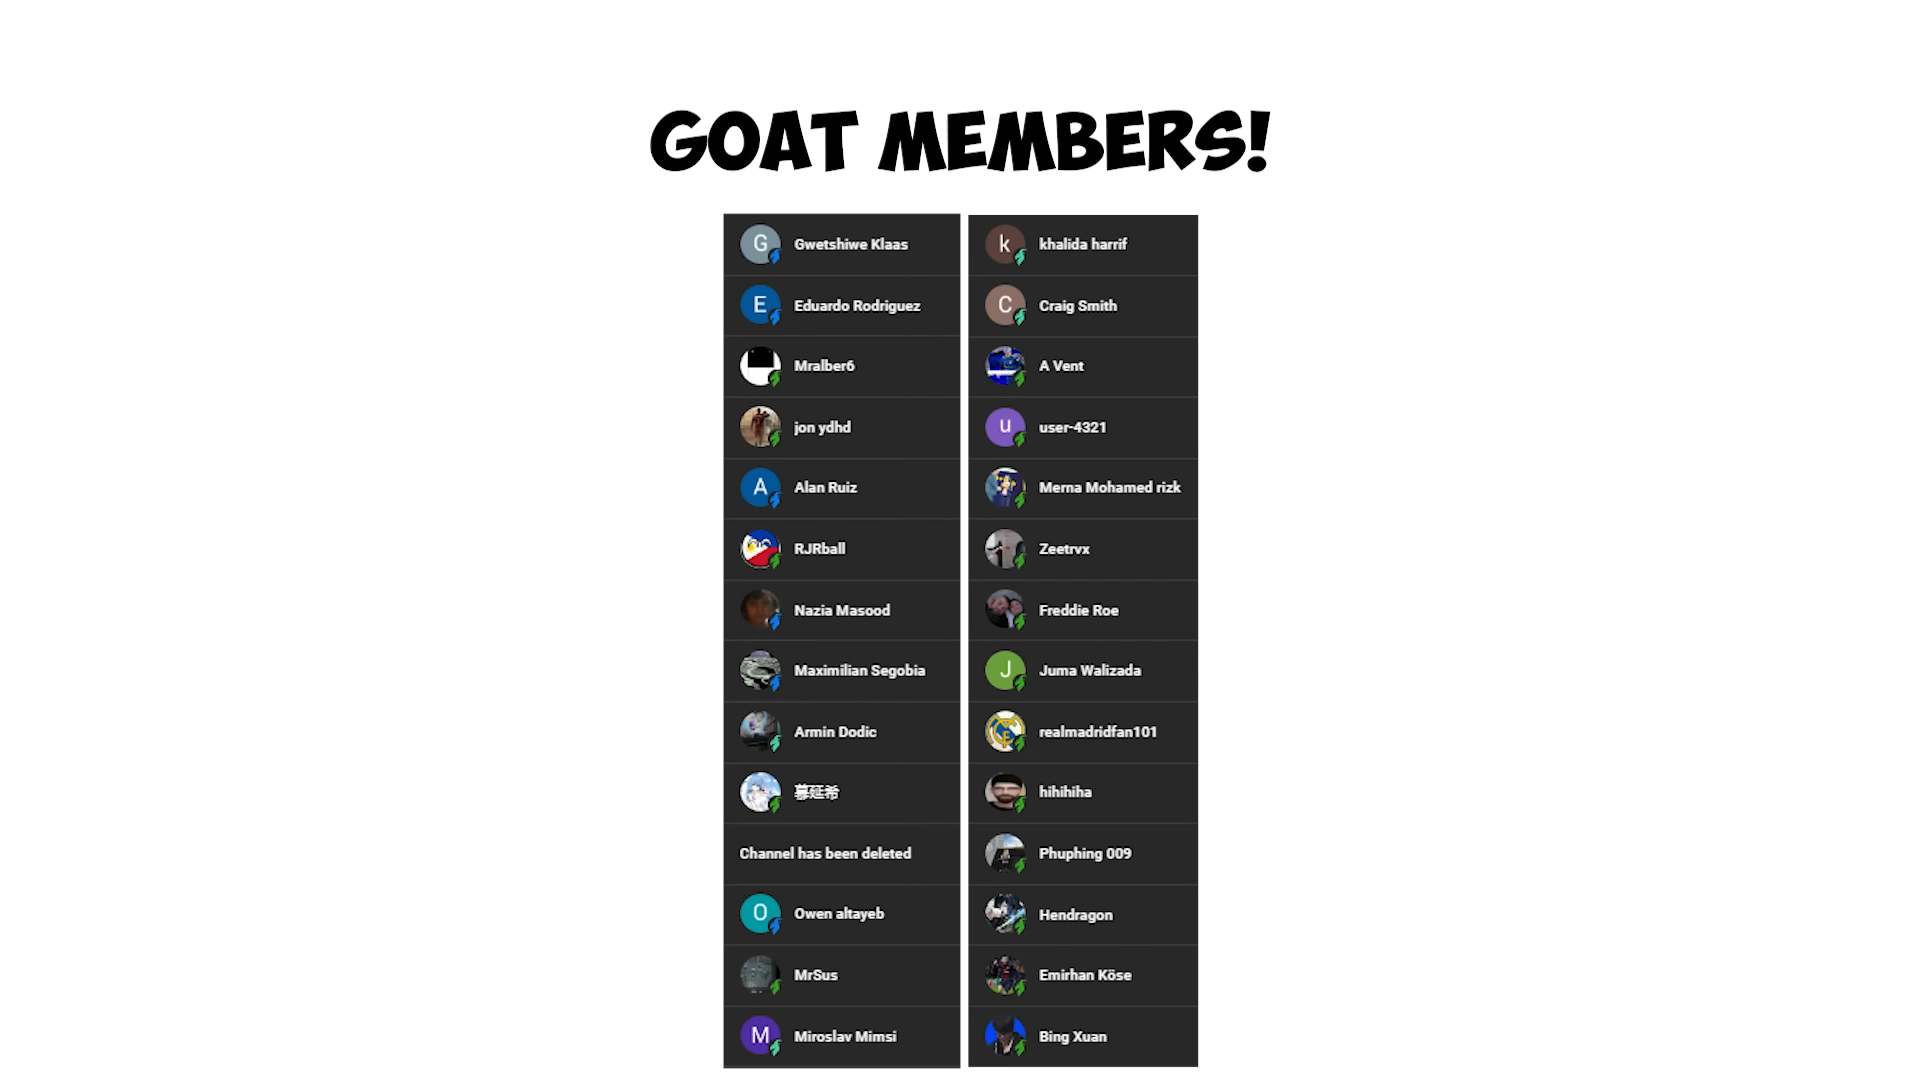 GOAT MEMBERS!
G Gwetshiwe Klaas
E Eduardo Rodriguez
Mralber6
jon ydhd
A Alan Ruiz
RJRball
Nazia Masood
Maximilian Segobia
Armin Dodic
慕延希
Channel has been deleted
O Owen altayeb
MrSus
M Miroslav Mimsi
k khalida harrif
C Craig Smith
A Vent
u user-4321
Merna Mohamed rizk
Zeetrvx
Freddie Roe
J Juma Walizada
realmadridfan101
hihihiha
Phuphing 009
Hendragon
Emirhan Köse
Bing Xuan